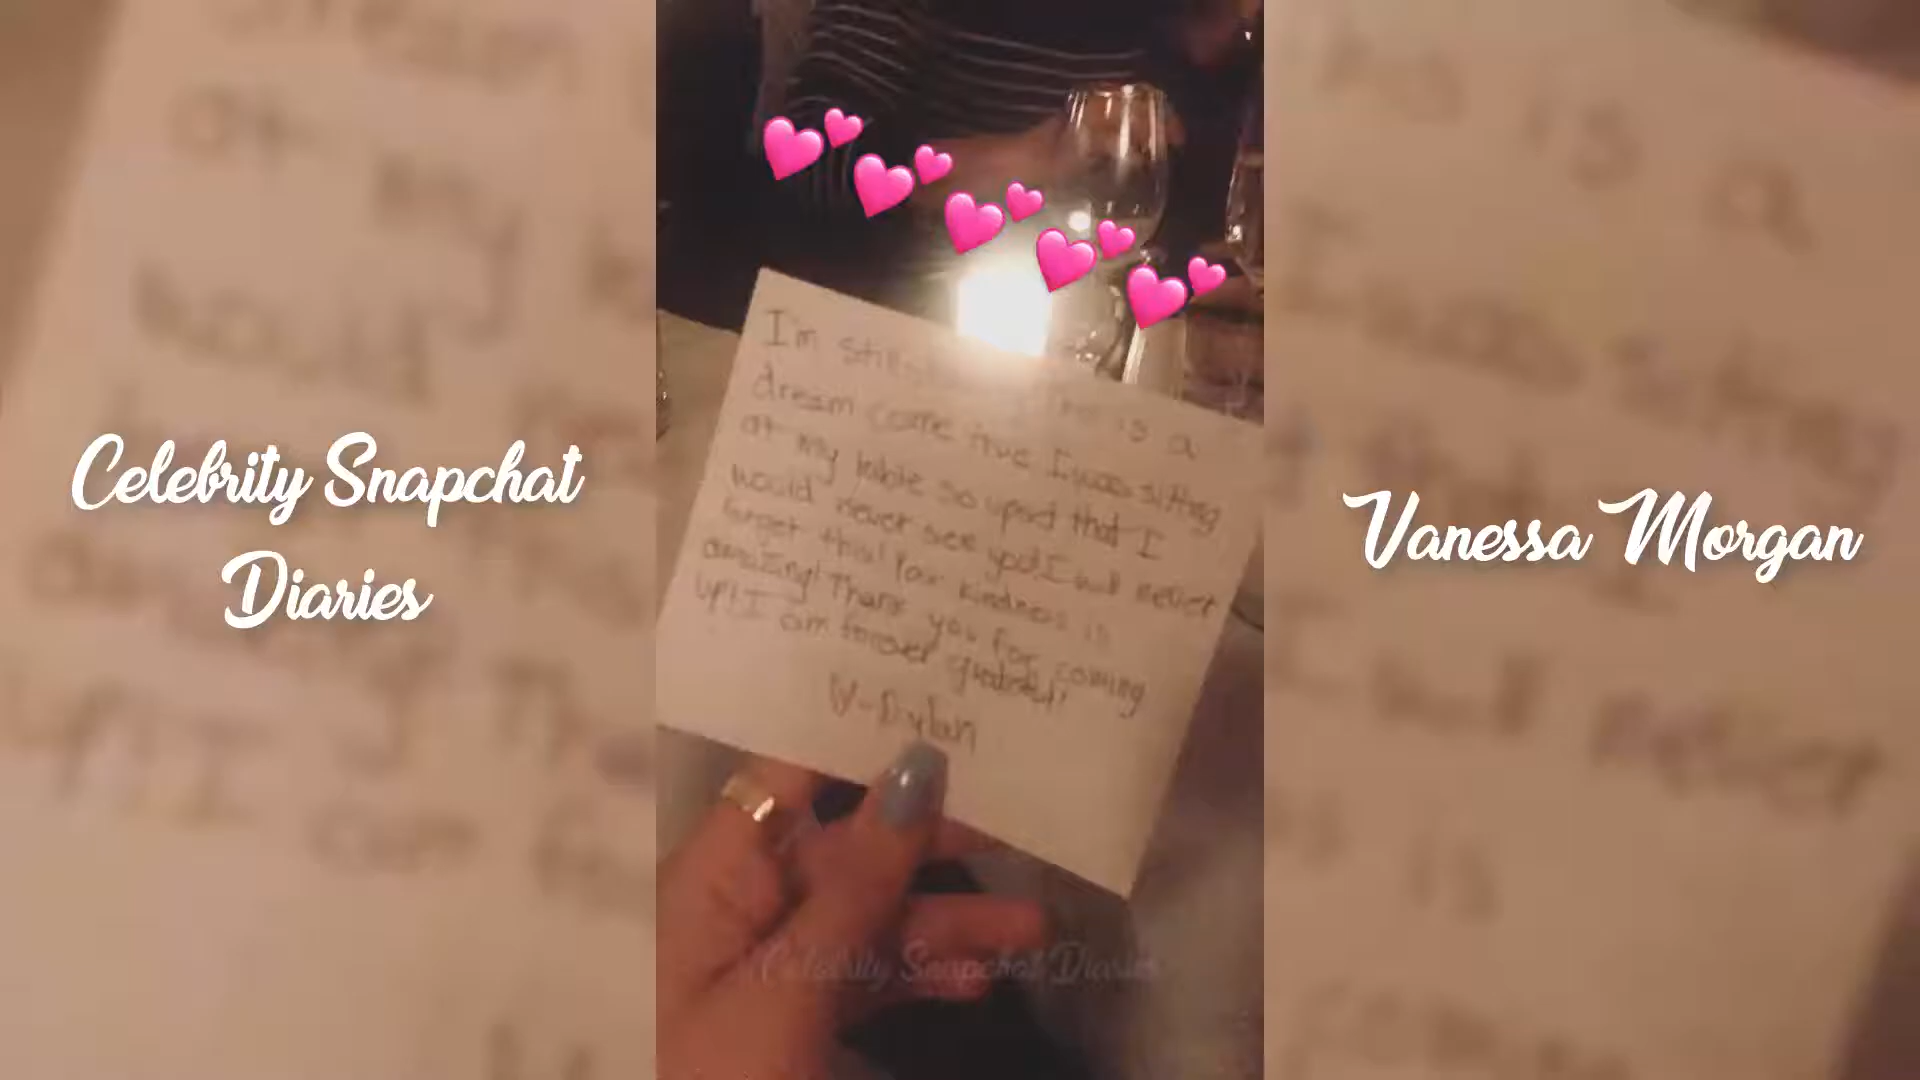 Celebrity Snapchat
Diaries
I'm is a
dream come true I was sitting
at my table so upset that I
would never see you! I will never
forget this! Your kindness is
amazing! Thank you for coming
up! I am forever grateful!
Dylan
Celebrity Snapchat Diaries
Vanessa Morgan